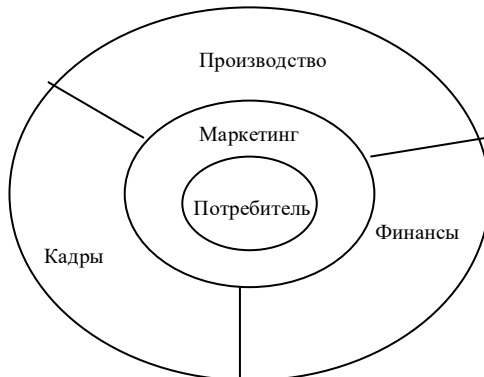 Производство
Маркетинг
Потребитель
Финансы
Кадры